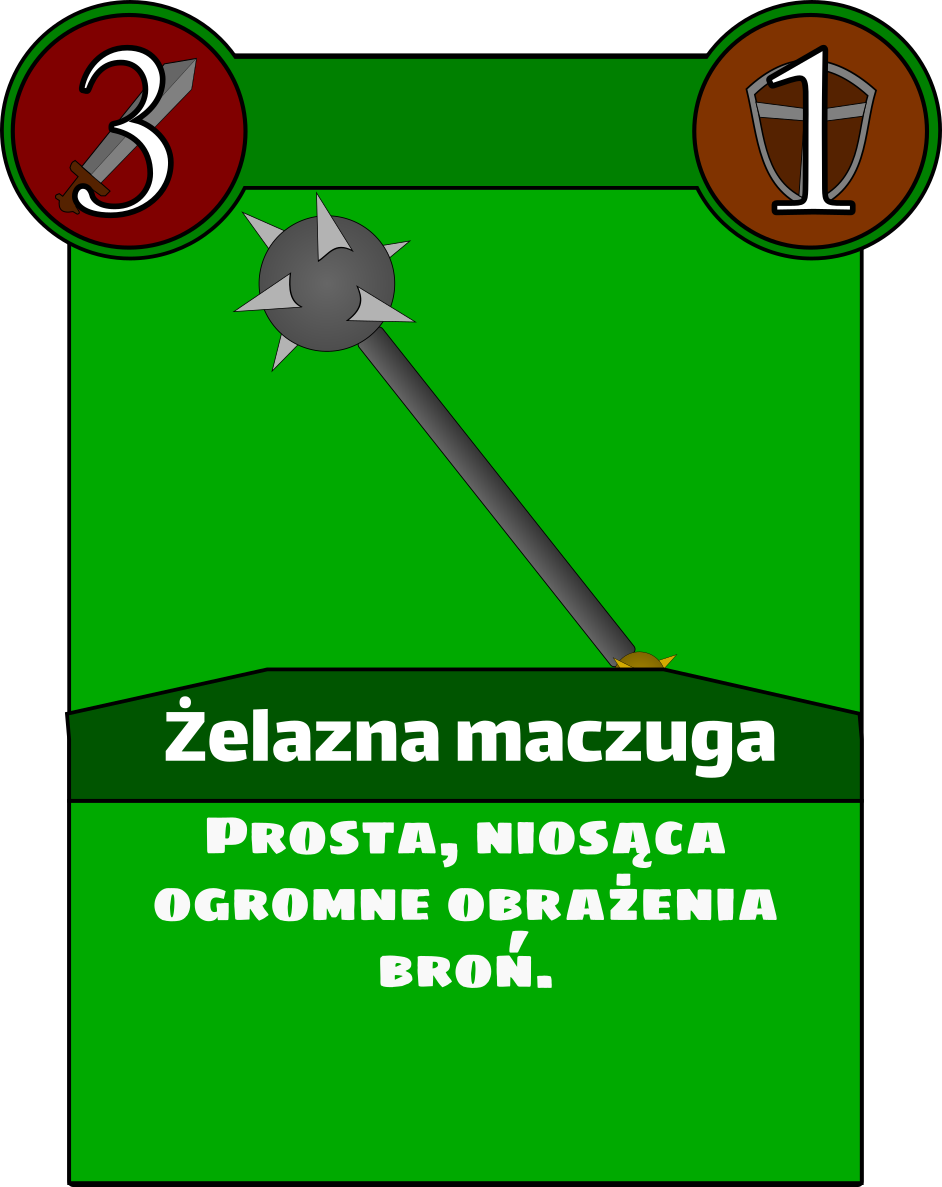 3
1
Żelazna maczuga
Prosta, niosąca
ogromne obrażenia
broń.